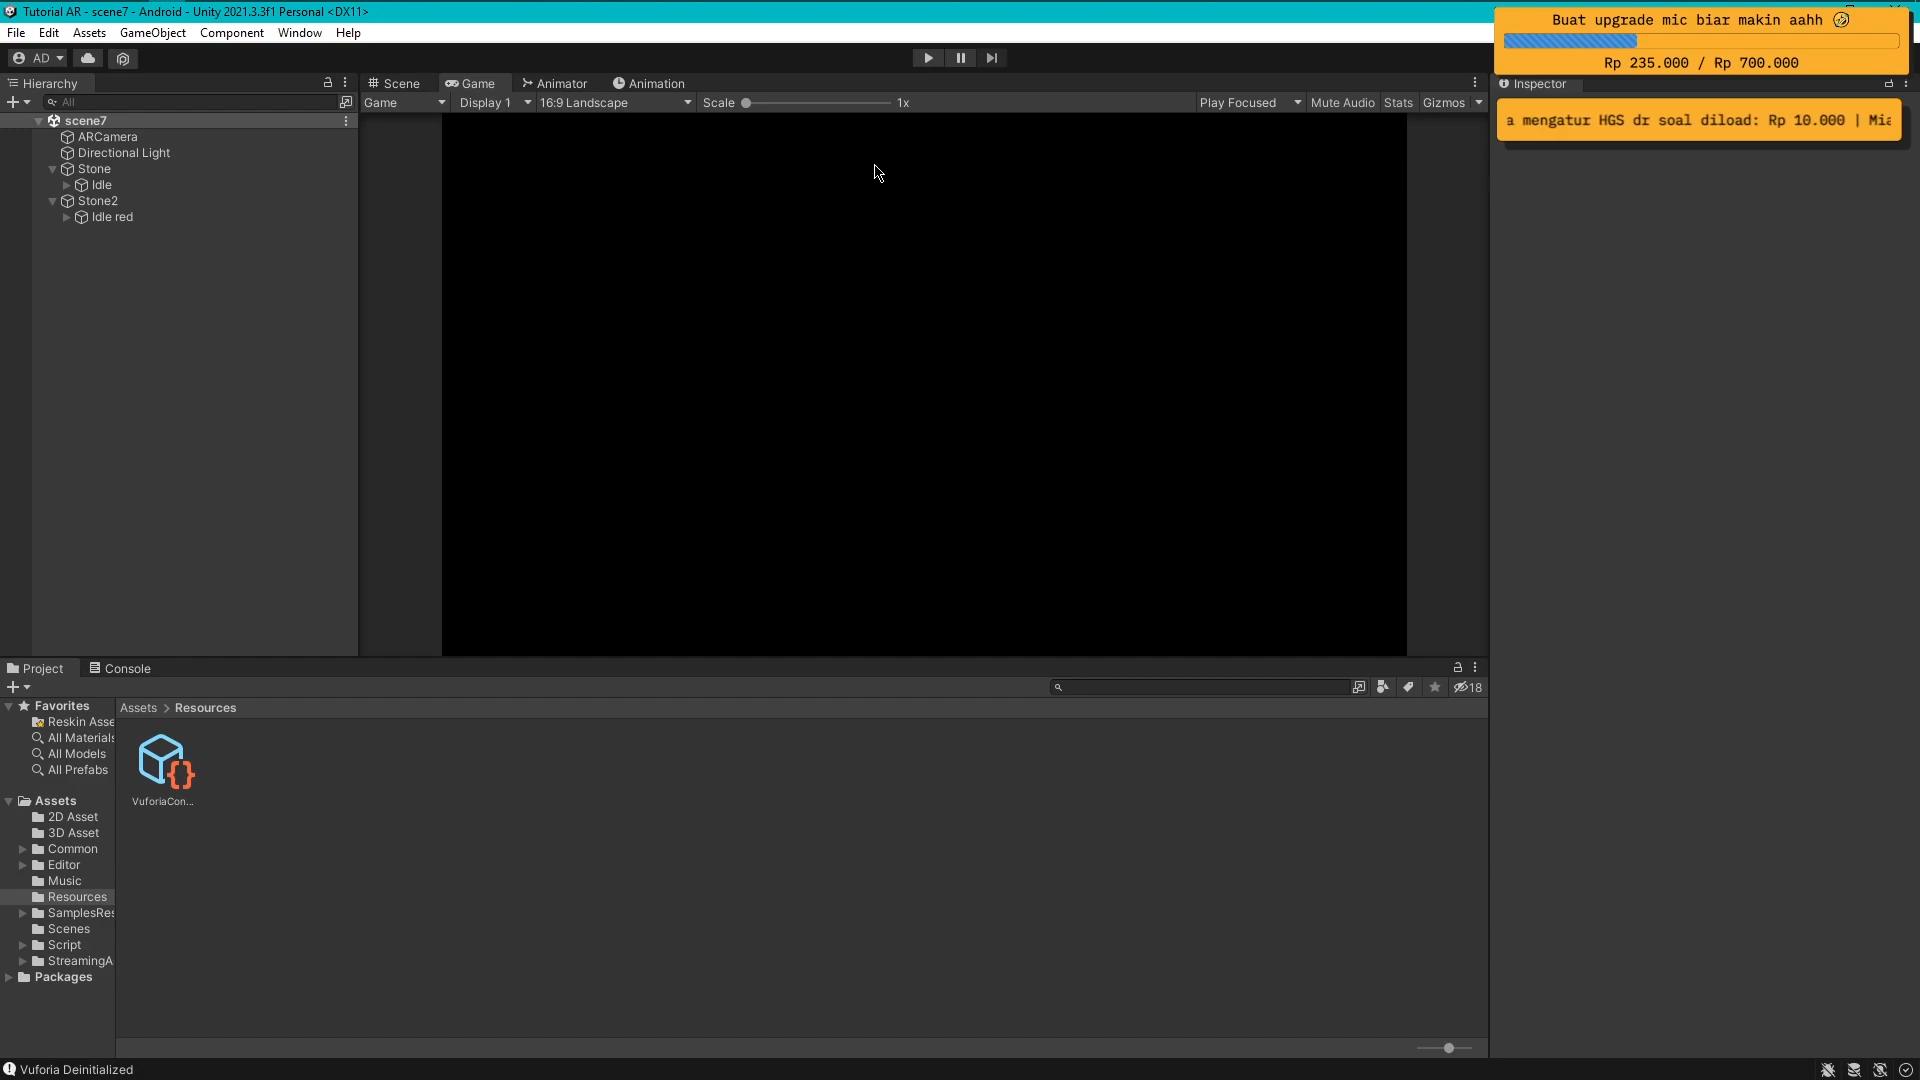 Tutorial AR - scene7 - Android - Unity 2021.3.3f1 Personal <DX11>
File Edit Assets GameObject Component Window Help
Buat upgrade mic biar makin aahh 🤣
Rp 235.000 / Rp 700.000
AD
Hierarchy
Scene Game Animator Animation
Inspector
All
Game Display 1 16:9 Landscape Scale 1x Play Focused Mute Audio Stats Gizmos
a mengatur HGS dr soal diload: Rp 10.000 | Mia
scene7
ARCamera
Directional Light
Stone
Idle
Stone2
Idle red
Project Console
18
Favorites
Reskin Asse
All Materials
All Models
All Prefabs
Assets
2D Asset
3D Asset
Common
Editor
Music
Resources
SamplesRes
Scenes
Script
StreamingA
Packages
Assets > Resources
VuforiaCon...
Vuforia Deinitialized